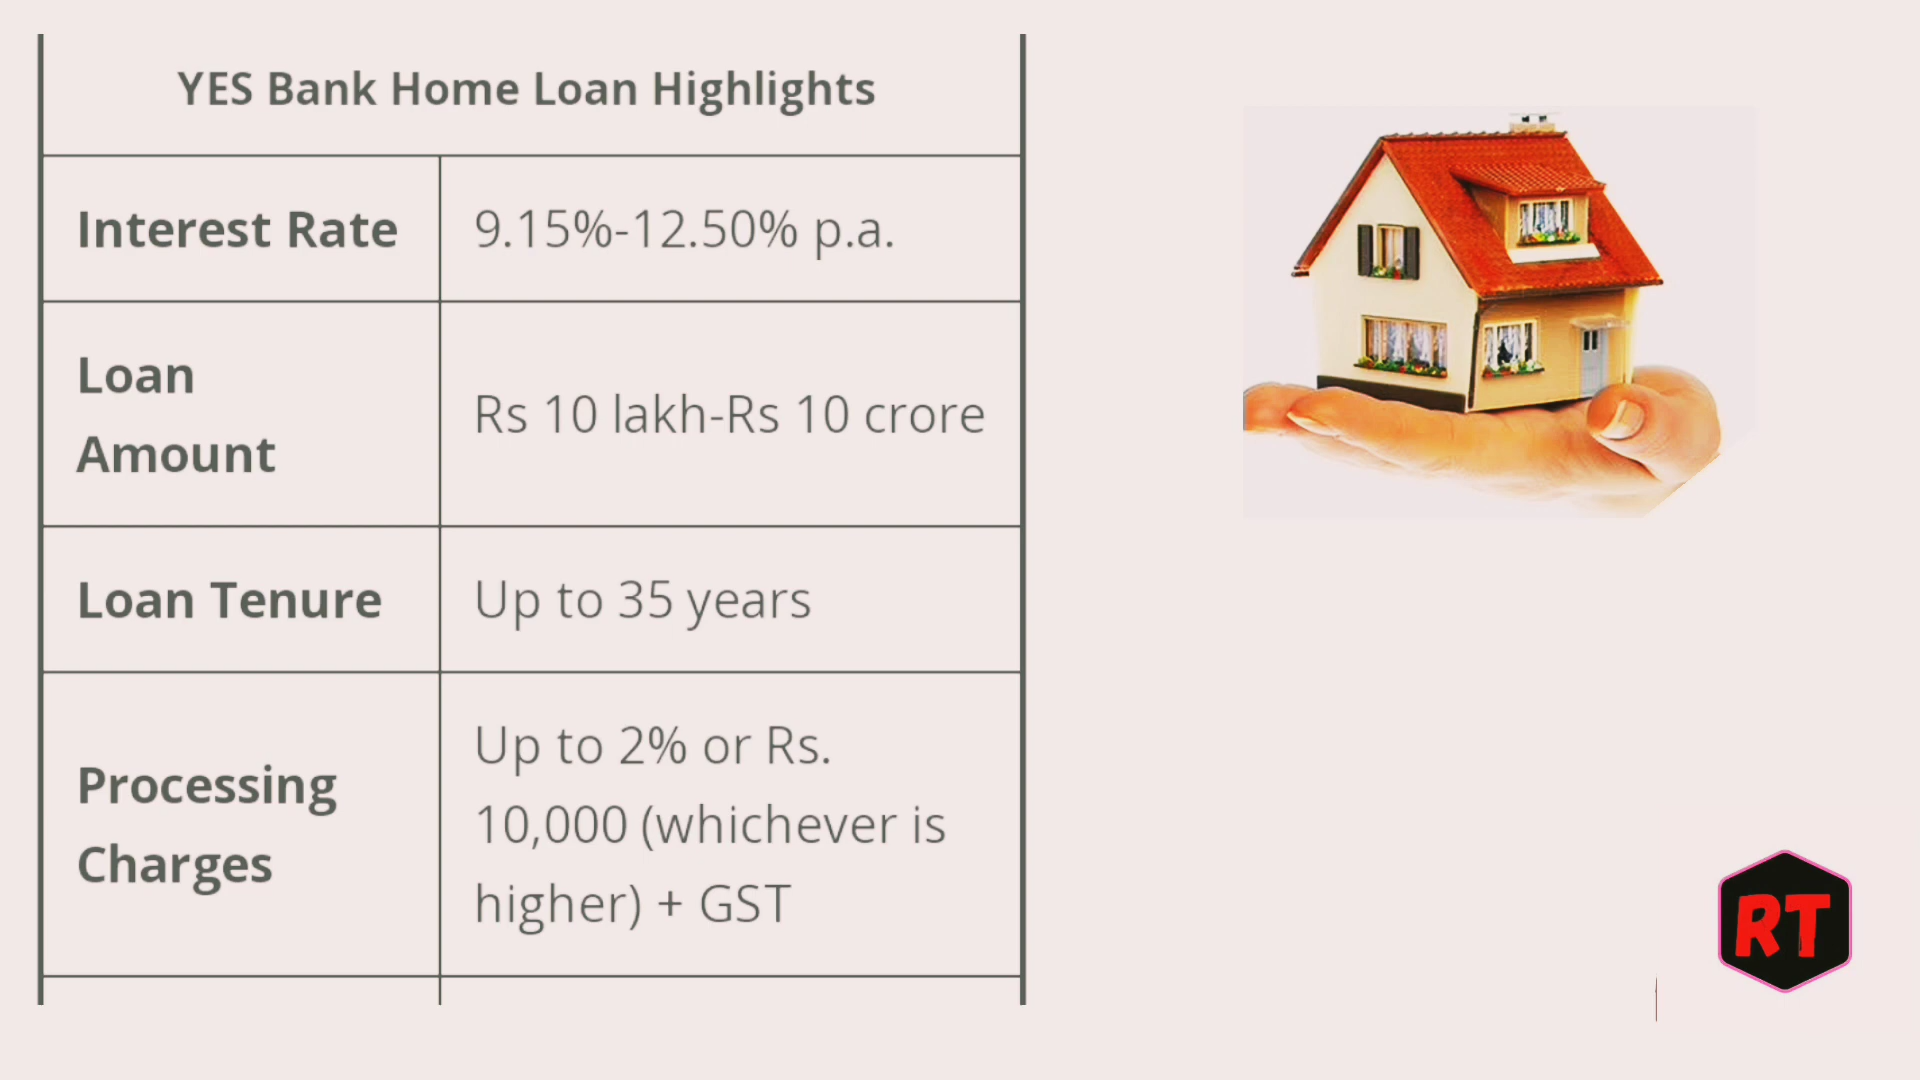 YES Bank Home Loan Highlights
Interest Rate
9.15%-12.50% p.a.
Loan
Amount
Rs 10 lakh-Rs 10 crore
Loan Tenure
Up to 35 years
Processing
Charges
Up to 2% or Rs.
10,000 (whichever is
higher) + GST
RT